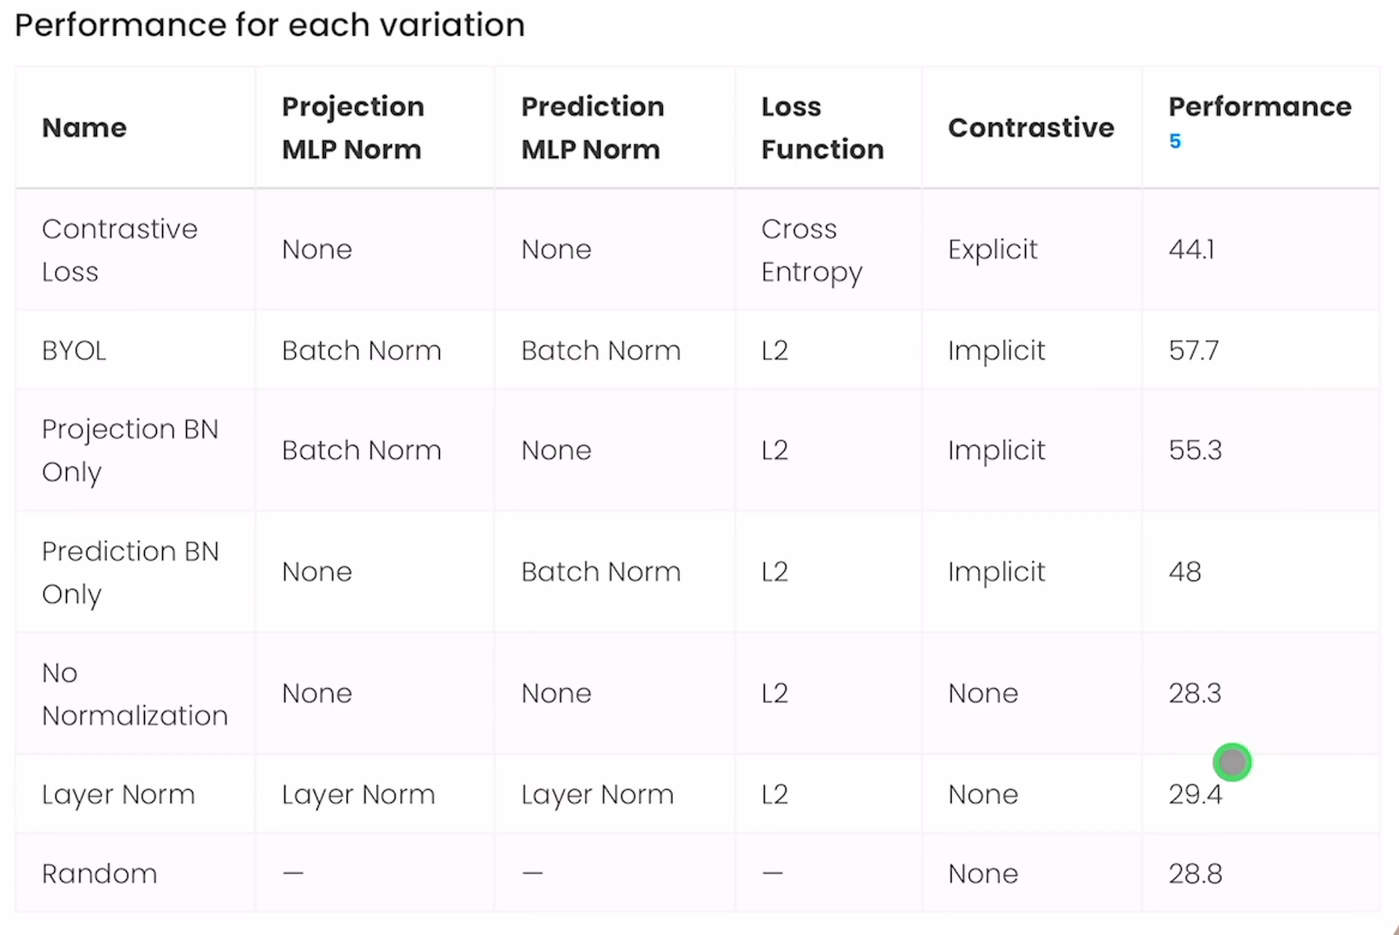 Performance for each variation
Name
Projection
MLP Norm
Prediction
MLP Norm
Loss
Function
Contrastive
Performance
5
Contrastive
Loss
None
None
Cross
Entropy
Explicit
44.1
BYOL
Batch Norm
Batch Norm
L2
Implicit
57.7
Projection BN
Only
Batch Norm
None
L2
Implicit
55.3
Prediction BN
Only
None
Batch Norm
L2
Implicit
48
No
Normalization
None
None
L2
None
28.3
Layer Norm
Layer Norm
Layer Norm
L2
None
29.4
Random
—
—
—
None
28.8